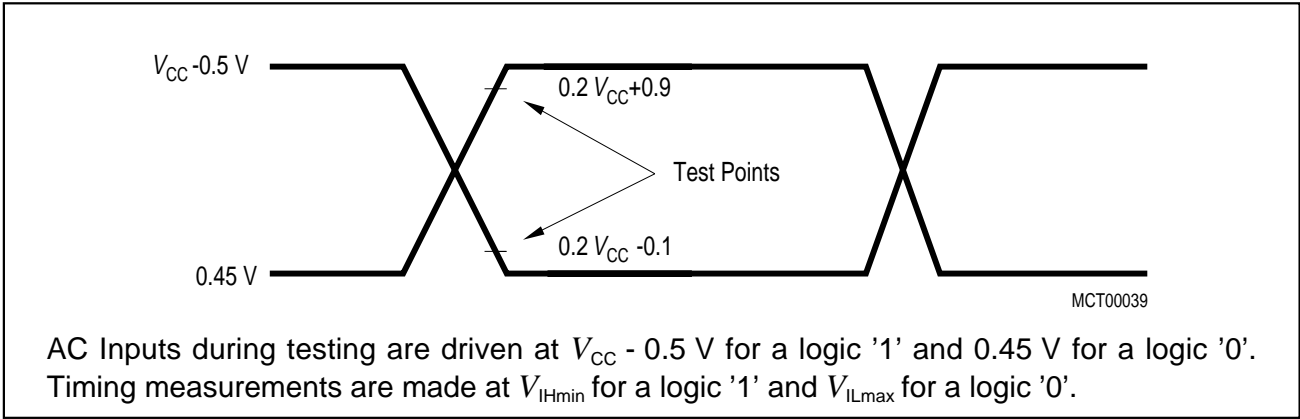 VCC -0.5 V
0.2 VCC+0.9
Test Points
0.2 VCC -0.1
0.45 V
MCT00039
AC Inputs during testing are driven at VCC - 0.5 V for a logic ’1’ and 0.45 V for a logic ’0’.
Timing measurements are made at VIHmin for a logic ’1’ and VILmax for a logic ’0’.